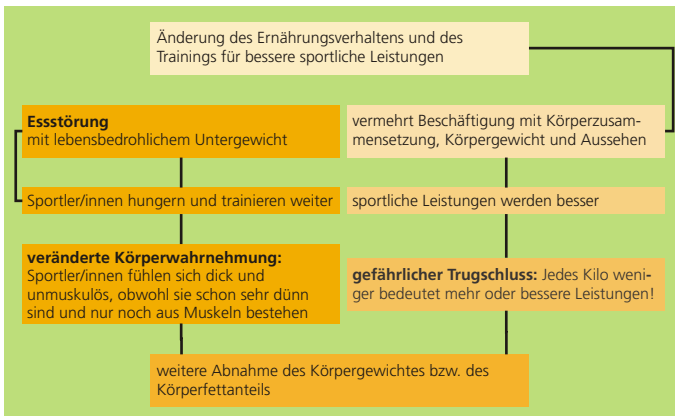 Änderung des Ernährungsverhaltens und des
Trainings für bessere sportliche Leistungen
Essstörung
mit lebensbedrohlichem Untergewicht
vermehrt Beschäftigung mit Körperzusam-
mensetzung, Körpergewicht und Aussehen
Sportler/innen hungern und trainieren weiter
sportliche Leistungen werden besser
veränderte Körperwahrnehmung:
Sportler/innen fühlen sich dick und
unmuskulös, obwohl sie schon sehr dünn
sind und nur noch aus Muskeln bestehen
gefährlicher Trugschluss: Jedes Kilo weni-
ger bedeutet mehr oder bessere Leistungen!
weitere Abnahme des Körpergewichtes bzw. des
Körperfettanteils